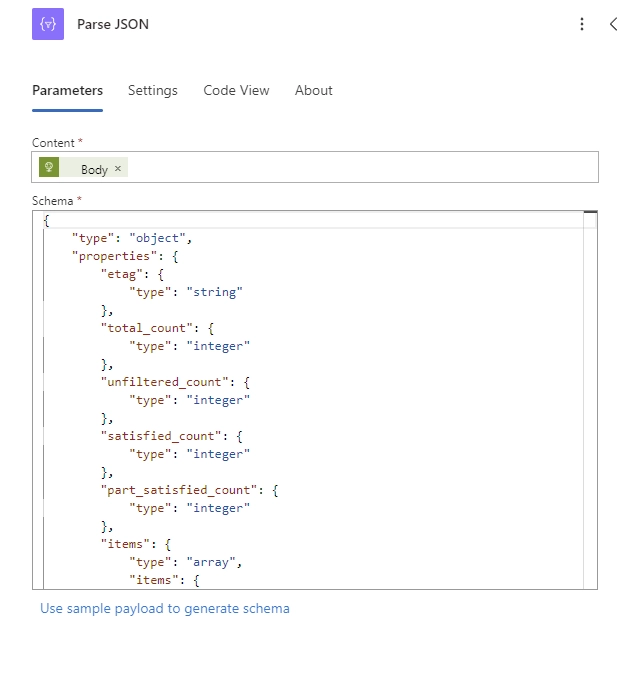 {▿} Parse JSON
Parameters Settings Code View About
Content *
Body ×
Schema *
{
    "type": "object",
    "properties": {
        "etag": {
            "type": "string"
        },
        "total_count": {
            "type": "integer"
        },
        "unfiltered_count": {
            "type": "integer"
        },
        "satisfied_count": {
            "type": "integer"
        },
        "part_satisfied_count": {
            "type": "integer"
        },
        "items": {
            "type": "array",
            "items": {
Use sample payload to generate schema